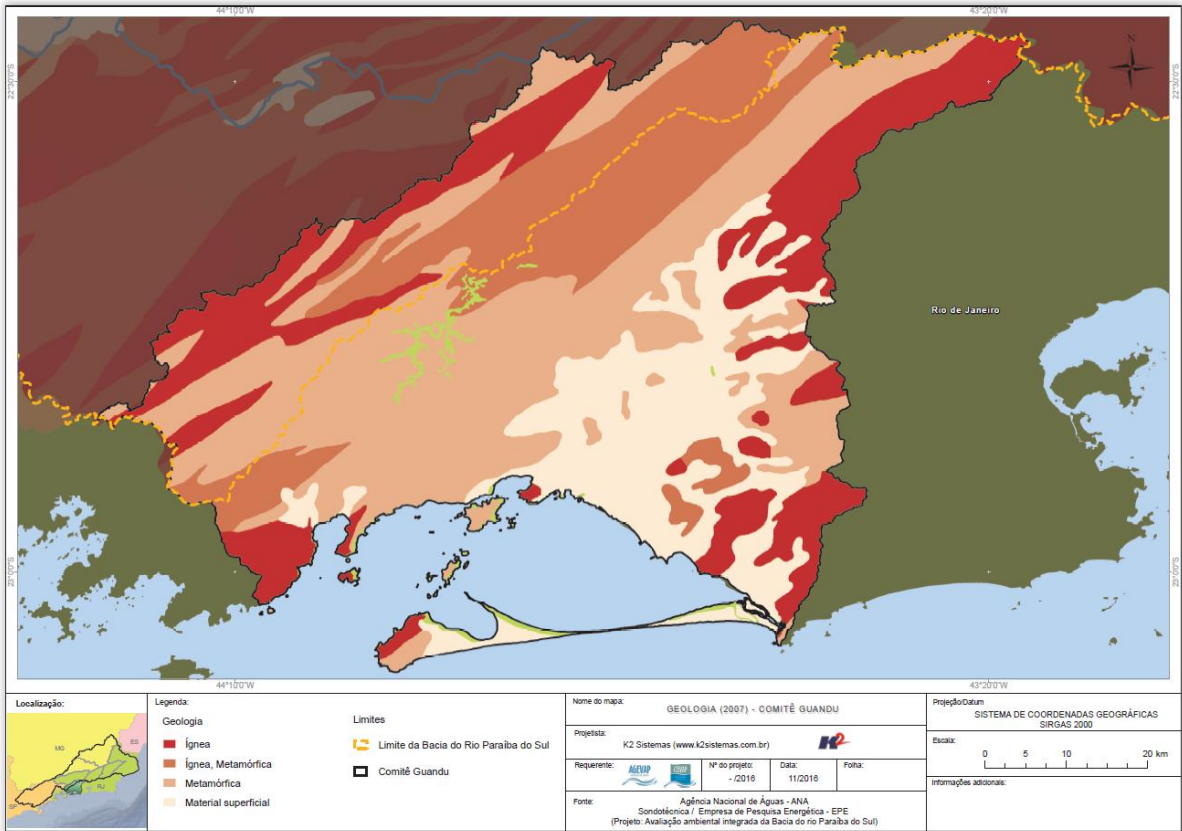 44°10'0"W
43°20'0"W
N
22°30'0"S
22°30'0"S
Rio de Janeiro
23°0'0"S
23°0'0"S
44°10'0"W
43°20'0"W
Localização:
MG
ES
RJ
SP
Legenda:
Geologia
Ígnea
Ígnea, Metamórfica
Metamórfica
Material superficial
Limites
Limite da Bacia do Rio Paraíba do Sul
Comitê Guandu
Nome do mapa:
GEOLOGIA (2007) - COMITÊ GUANDU
Projetista:
K2 Sistemas (www.k2sistemas.com.br)
K2
Requerente:
AGEVAP
CEIVAP
Nº do projeto:
- /2016
Data:
11/2016
Folha:
Fonte:
Agência Nacional de Águas - ANA
Sondotécnica / Empresa de Pesquisa Energética - EPE
(Projeto: Avaliação ambiental integrada da Bacia do rio Paraíba do Sul)
Projeção/Datum
SISTEMA DE COORDENADAS GEOGRÁFICAS
SIRGAS 2000
Escala:
0 5 10 20 km
Informações adicionais: